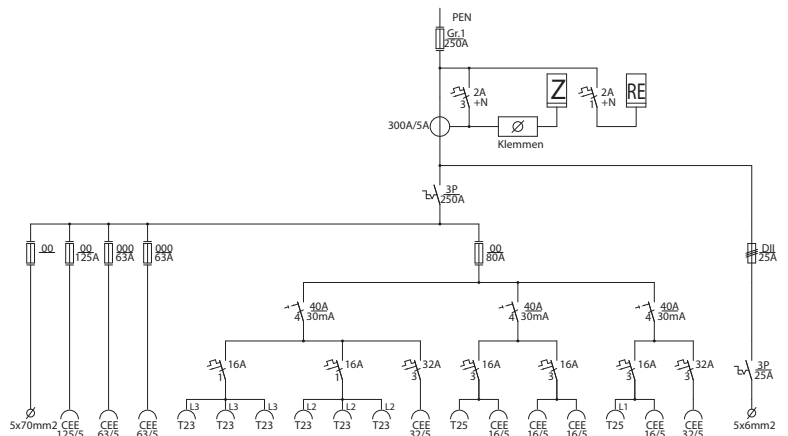 PEN
Gr.1
250A
2A
+N
3
Z
2A
+N
1
RE
300A/5A
Klemmen
3P
250A
00
00
125A
000
63A
000
63A
00
80A
DII
25A
40A
30mA
4
40A
30mA
4
40A
30mA
4
16A
1
16A
1
32A
3
16A
3
16A
3
16A
3
32A
3
3P
25A
L3
L3
L3
L2
L2
L2
L1
5x70mm2
CEE
125/5
CEE
63/5
CEE
63/5
T23
T23
T23
T23
T23
T23
CEE
32/5
T25
CEE
16/5
CEE
16/5
CEE
16/5
T25
CEE
16/5
CEE
32/5
5x6mm2